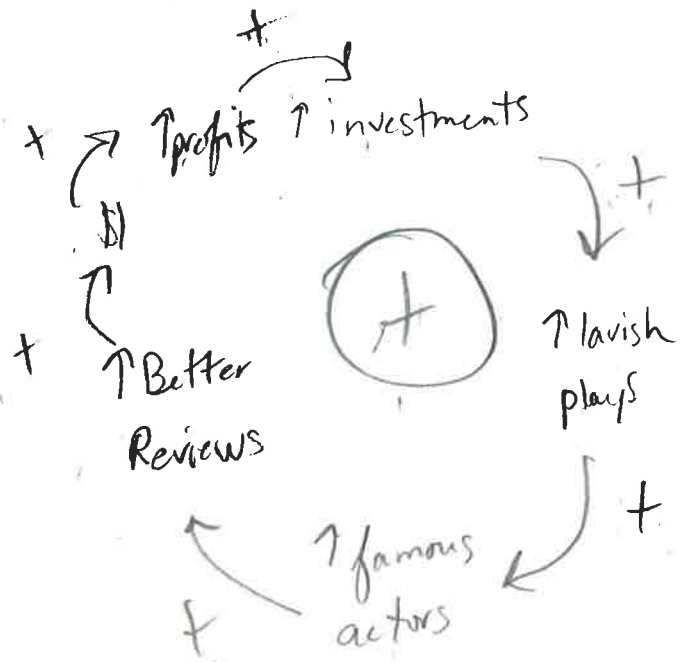 +
↑profits ↑ investments
+
+
$
↑ lavish
plays
+
+
↑ Better
Reviews
+
↑ famous
actors
+